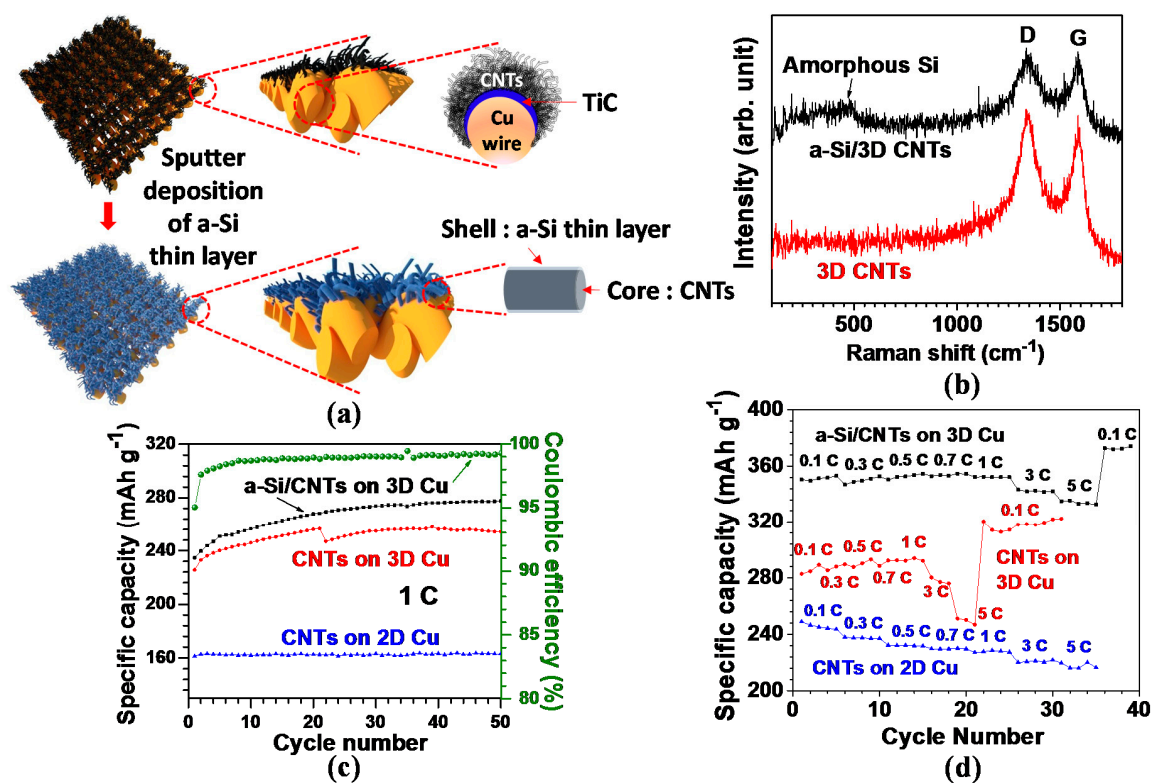 CNTs
TiC
Cu
wire
Sputter
deposition
of a-Si
thin layer
Shell : a-Si thin layer
Core : CNTs
(a)
D
G
Amorphous Si
a-Si/3D CNTs
3D CNTs
Intensity (arb. unit)
500
1000
1500
Raman shift (cm⁻¹)
(b)
Specific capacity (mAh g⁻¹)
320
280
240
200
160
100
95
90
85
80
Coulombic efficiency (%)
a-Si/CNTs on 3D Cu
CNTs on 3D Cu
1 C
CNTs on 2D Cu
0
10
20
30
40
50
Cycle number
(c)
Specific capacity (mAh g⁻¹)
400
360
320
280
240
200
a-Si/CNTs on 3D Cu
0.1 C
0.1 C
0.3 C
0.5 C
0.7 C
1 C
3 C
5 C
0.1 C
CNTs on
3D Cu
0.1 C
0.5 C
1 C
0.3 C
0.7 C
3 C
5 C
0.1 C
0.3 C
0.5 C
0.7 C
1 C
3 C
5 C
CNTs on 2D Cu
0
10
20
30
40
Cycle Number
(d)